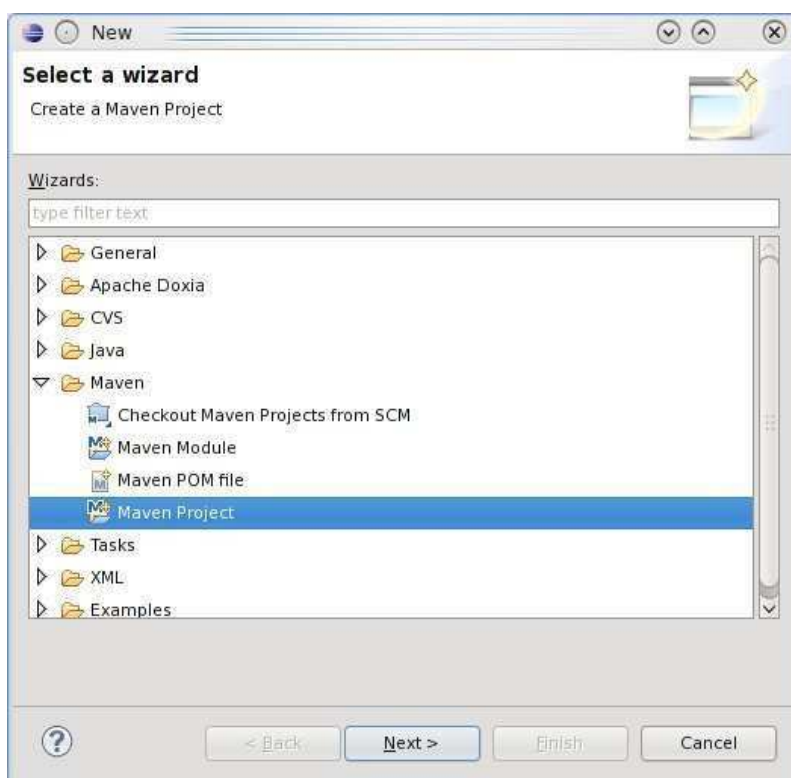 New
Select a wizard
Create a Maven Project
Wizards:
type filter text
General
Apache Doxia
CVS
Java
Maven
Checkout Maven Projects from SCM
Maven Module
Maven POM file
Maven Project
Tasks
XML
Examples
? < Back Next > Finish Cancel